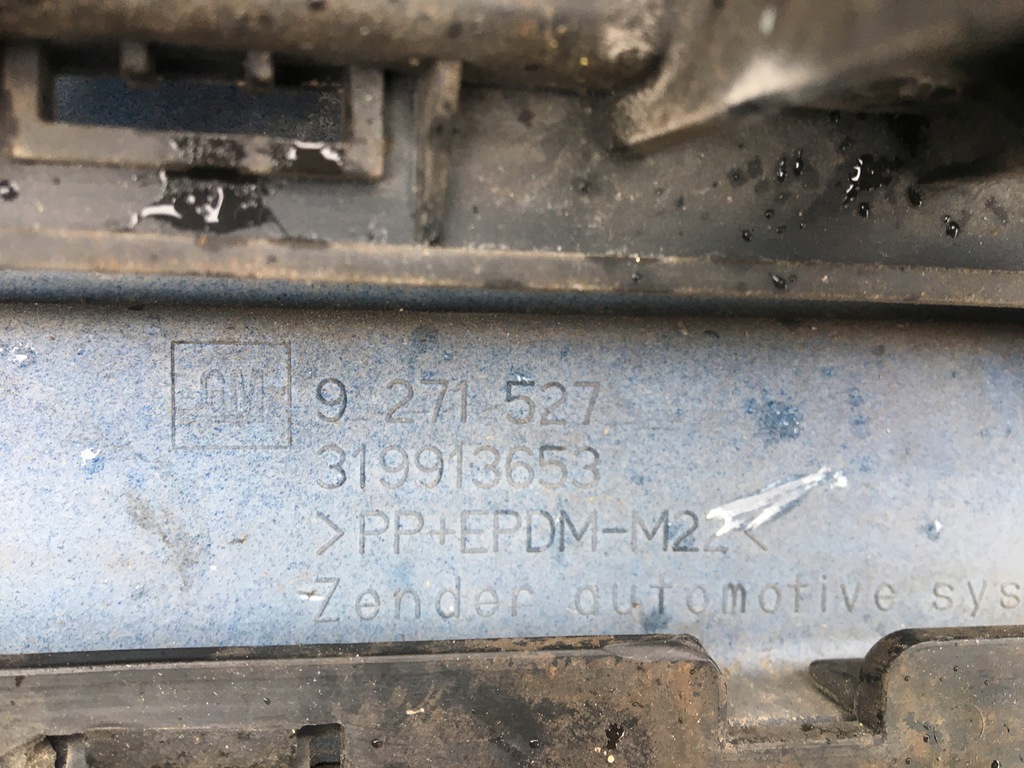 GM 9 271 527
319913653
>PP+EPDM-M22<
Zender automotive sys